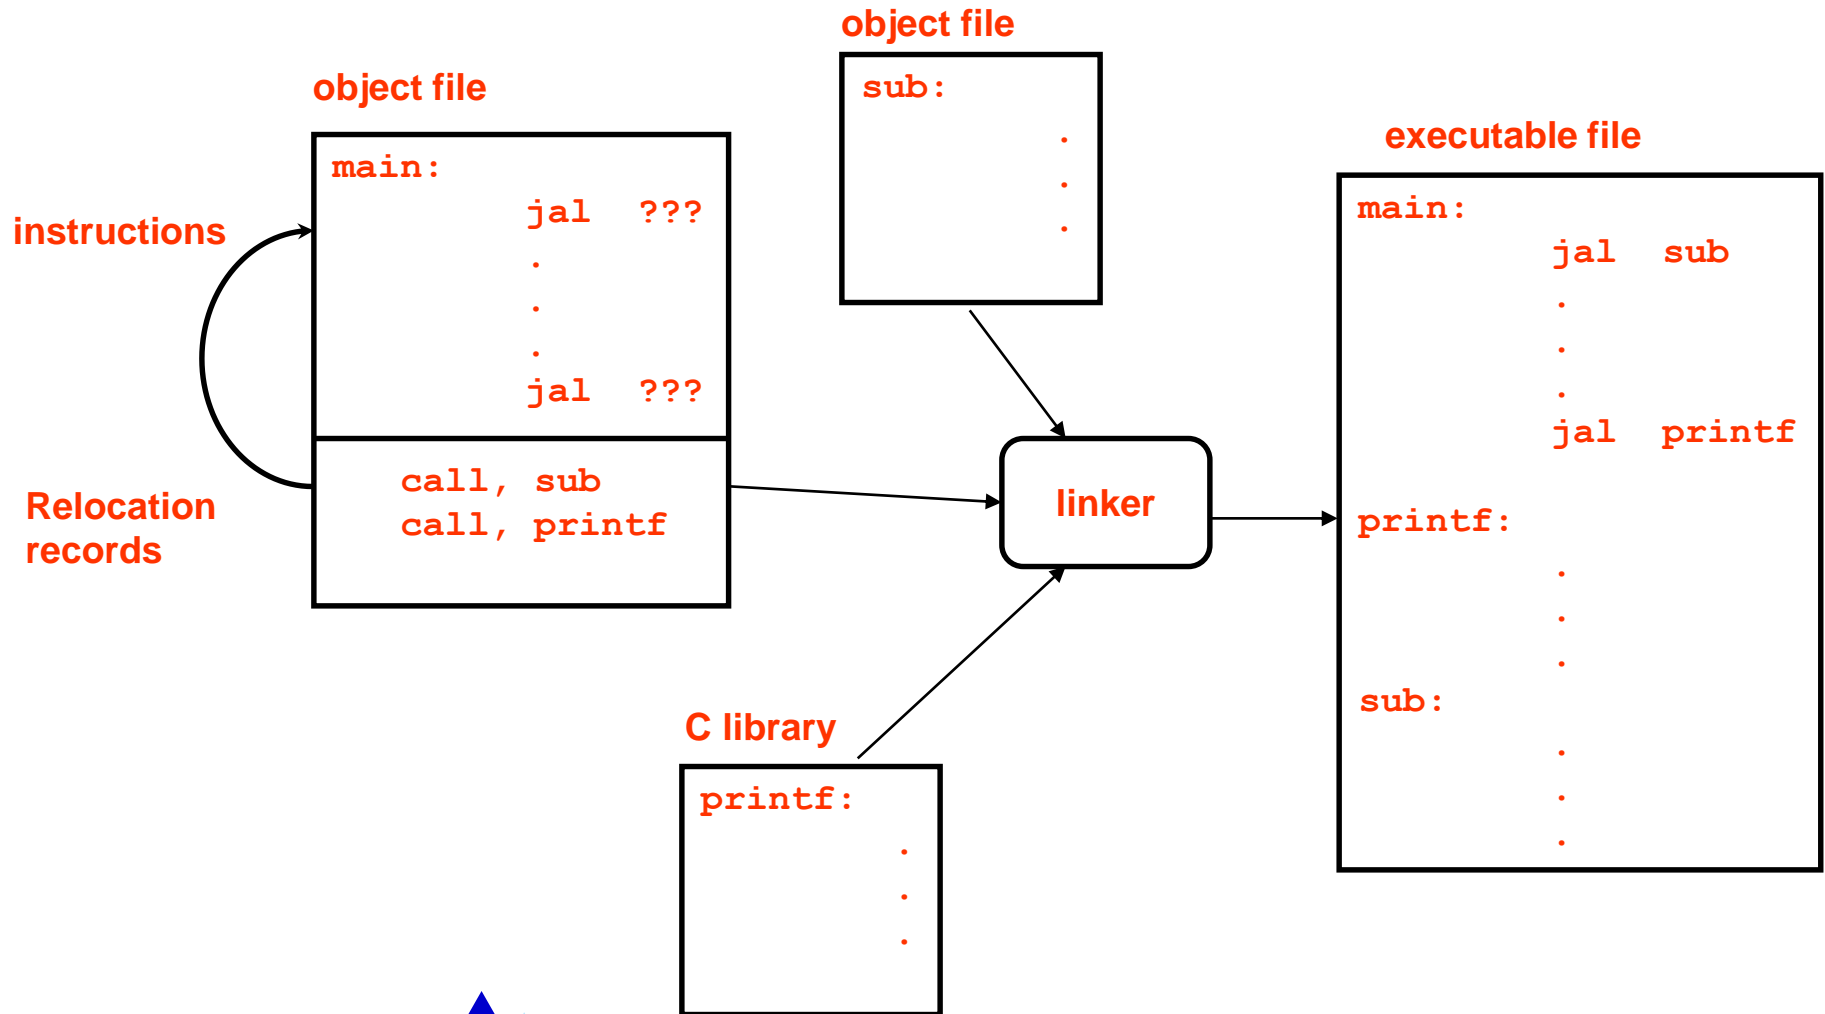 object file
main:
jal ???
.
.
.
jal ???
call, sub
call, printf
instructions
Relocation
records
object file
sub:
.
.
.
linker
C library
printf:
.
.
.
executable file
main:
jal sub
.
.
.
jal printf
printf:
.
.
.
sub:
.
.
.